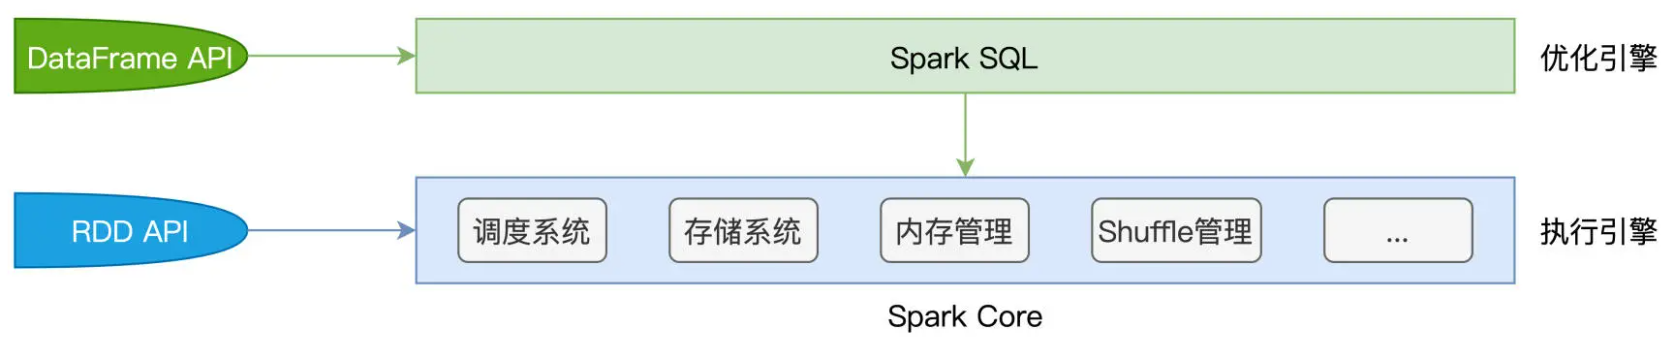 DataFrame API
Spark SQL
优化引擎
RDD API
调度系统
存储系统
内存管理
Shuffle管理
...
执行引擎
Spark Core